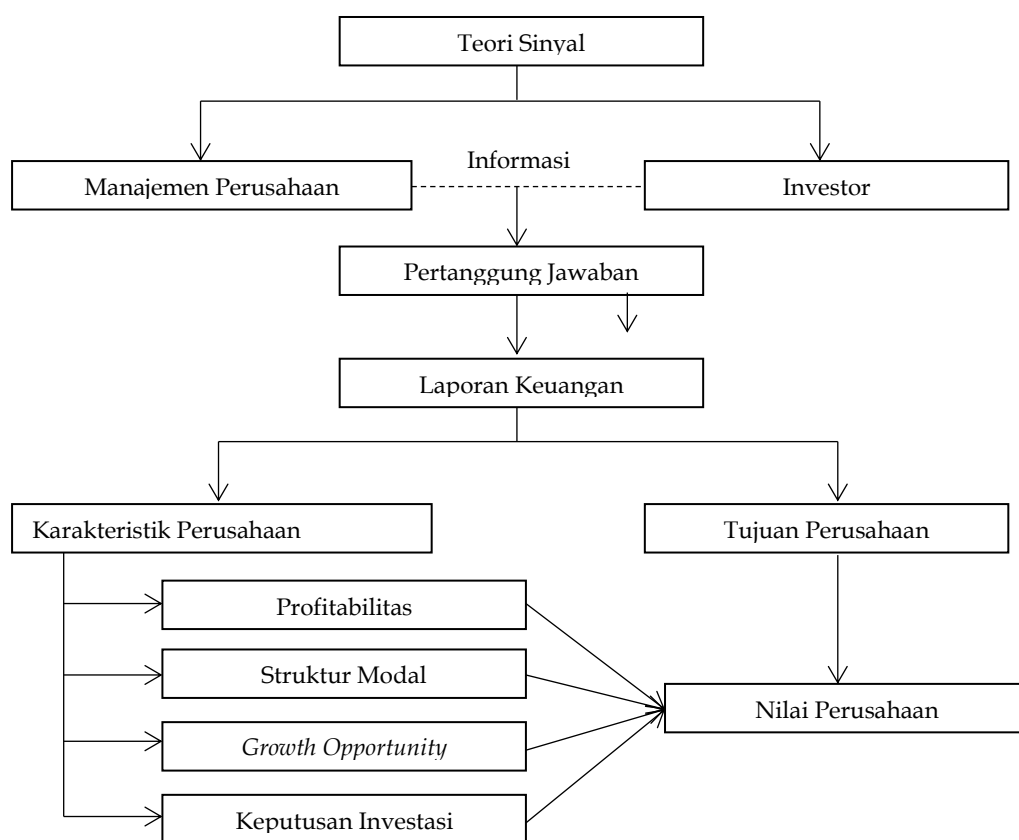 Teori Sinyal
Informasi
Manajemen Perusahaan
Investor
Pertanggung Jawaban
Laporan Keuangan
Karakteristik Perusahaan
Tujuan Perusahaan
Profitabilitas
Struktur Modal
Nilai Perusahaan
Growth Opportunity
Keputusan Investasi